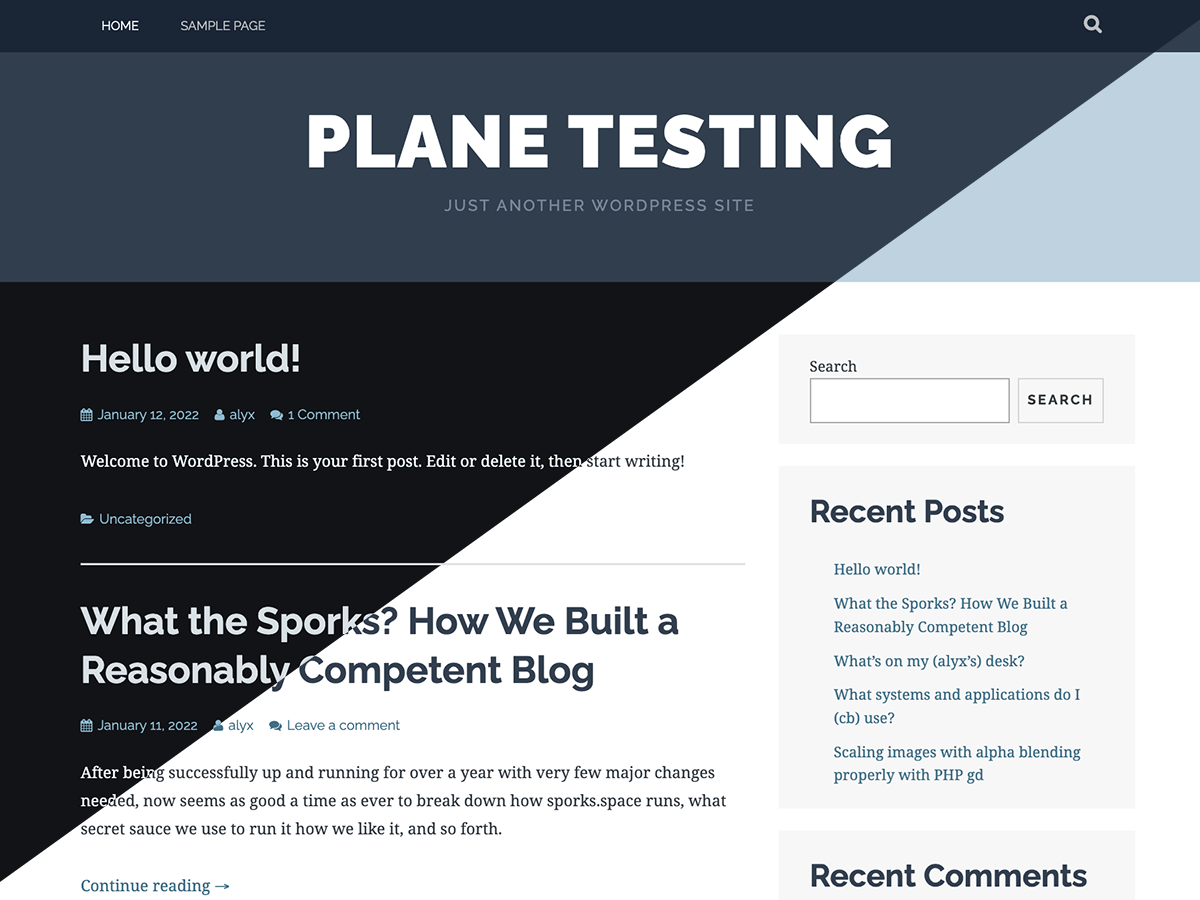 HOME SAMPLE PAGE
PLANE TESTING
JUST ANOTHER WORDPRESS SITE
Hello world!
January 12, 2022 alyx 1 Comment
Welcome to WordPress. This is your first post. Edit or delete it, then start writing!
Uncategorized
What the Sporks? How We Built a
Reasonably Competent Blog
January 11, 2022 alyx Leave a comment
After being successfully up and running for over a year with very few major changes
needed, now seems as good a time as ever to break down how sporks.space runs, what
secret sauce we use to run it how we like it, and so forth.
Continue reading →
Search
SEARCH
Recent Posts
Hello world!
What the Sporks? How We Built a
Reasonably Competent Blog
What’s on my (alyx’s) desk?
What systems and applications do I
(cb) use?
Scaling images with alpha blending
properly with PHP gd
Recent Comments